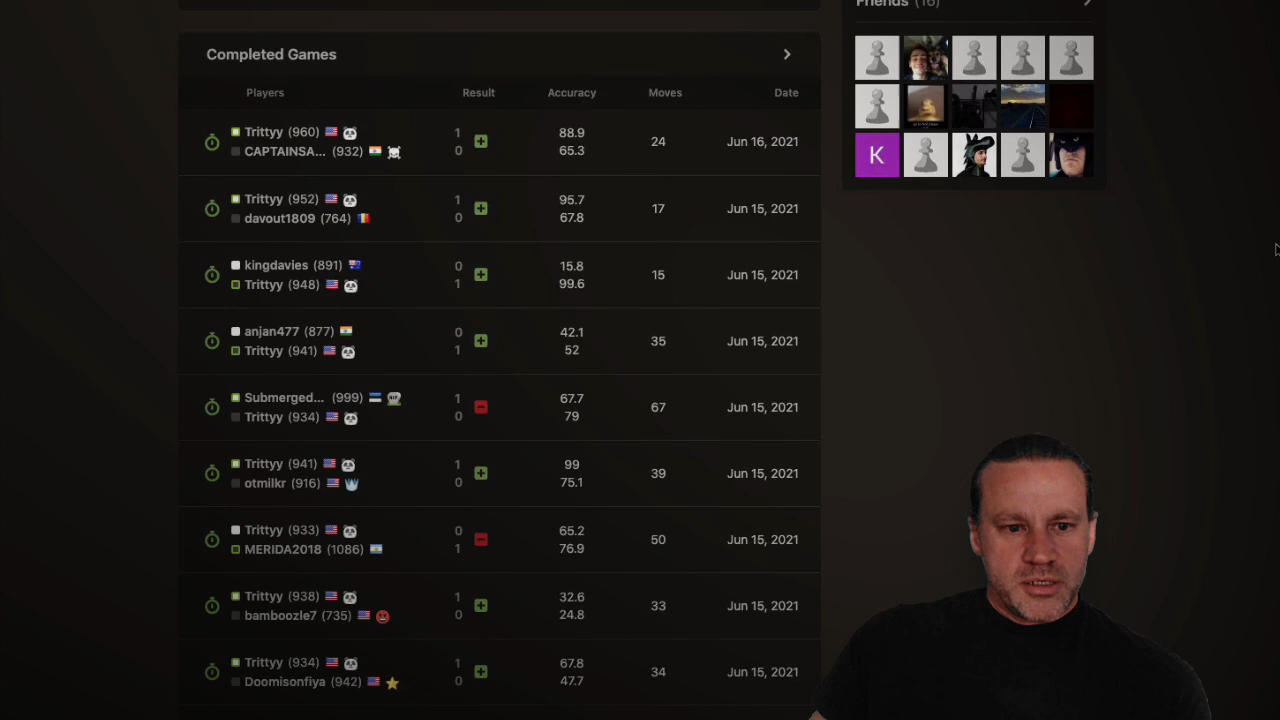 Friends (16)
Completed Games
Players Result Accuracy Moves Date
Trittyy (960) 1 88.9 24 Jun 16, 2021
CAPTAINSA... (932) 0 65.3
Trittyy (952) 1 95.7 17 Jun 15, 2021
davout1809 (764) 0 67.8
kingdavies (891) 0 15.8 15 Jun 15, 2021
Trittyy (948) 1 99.6
anjan477 (877) 0 42.1 35 Jun 15, 2021
Trittyy (941) 1 52
Submerged... (999) 1 67.7 67 Jun 15, 2021
Trittyy (934) 0 79
Trittyy (941) 1 99 39 Jun 15, 2021
otmilkr (916) 0 75.1
Trittyy (933) 0 65.2 50 Jun 15, 2021
MERIDA2018 (1086) 1 76.9
Trittyy (938) 1 32.6 33 Jun 15, 2021
bamboozle7 (735) 0 24.8
Trittyy (934) 1 67.8 34 Jun 15, 2021
Doomisonfiya (942) 0 47.7
K